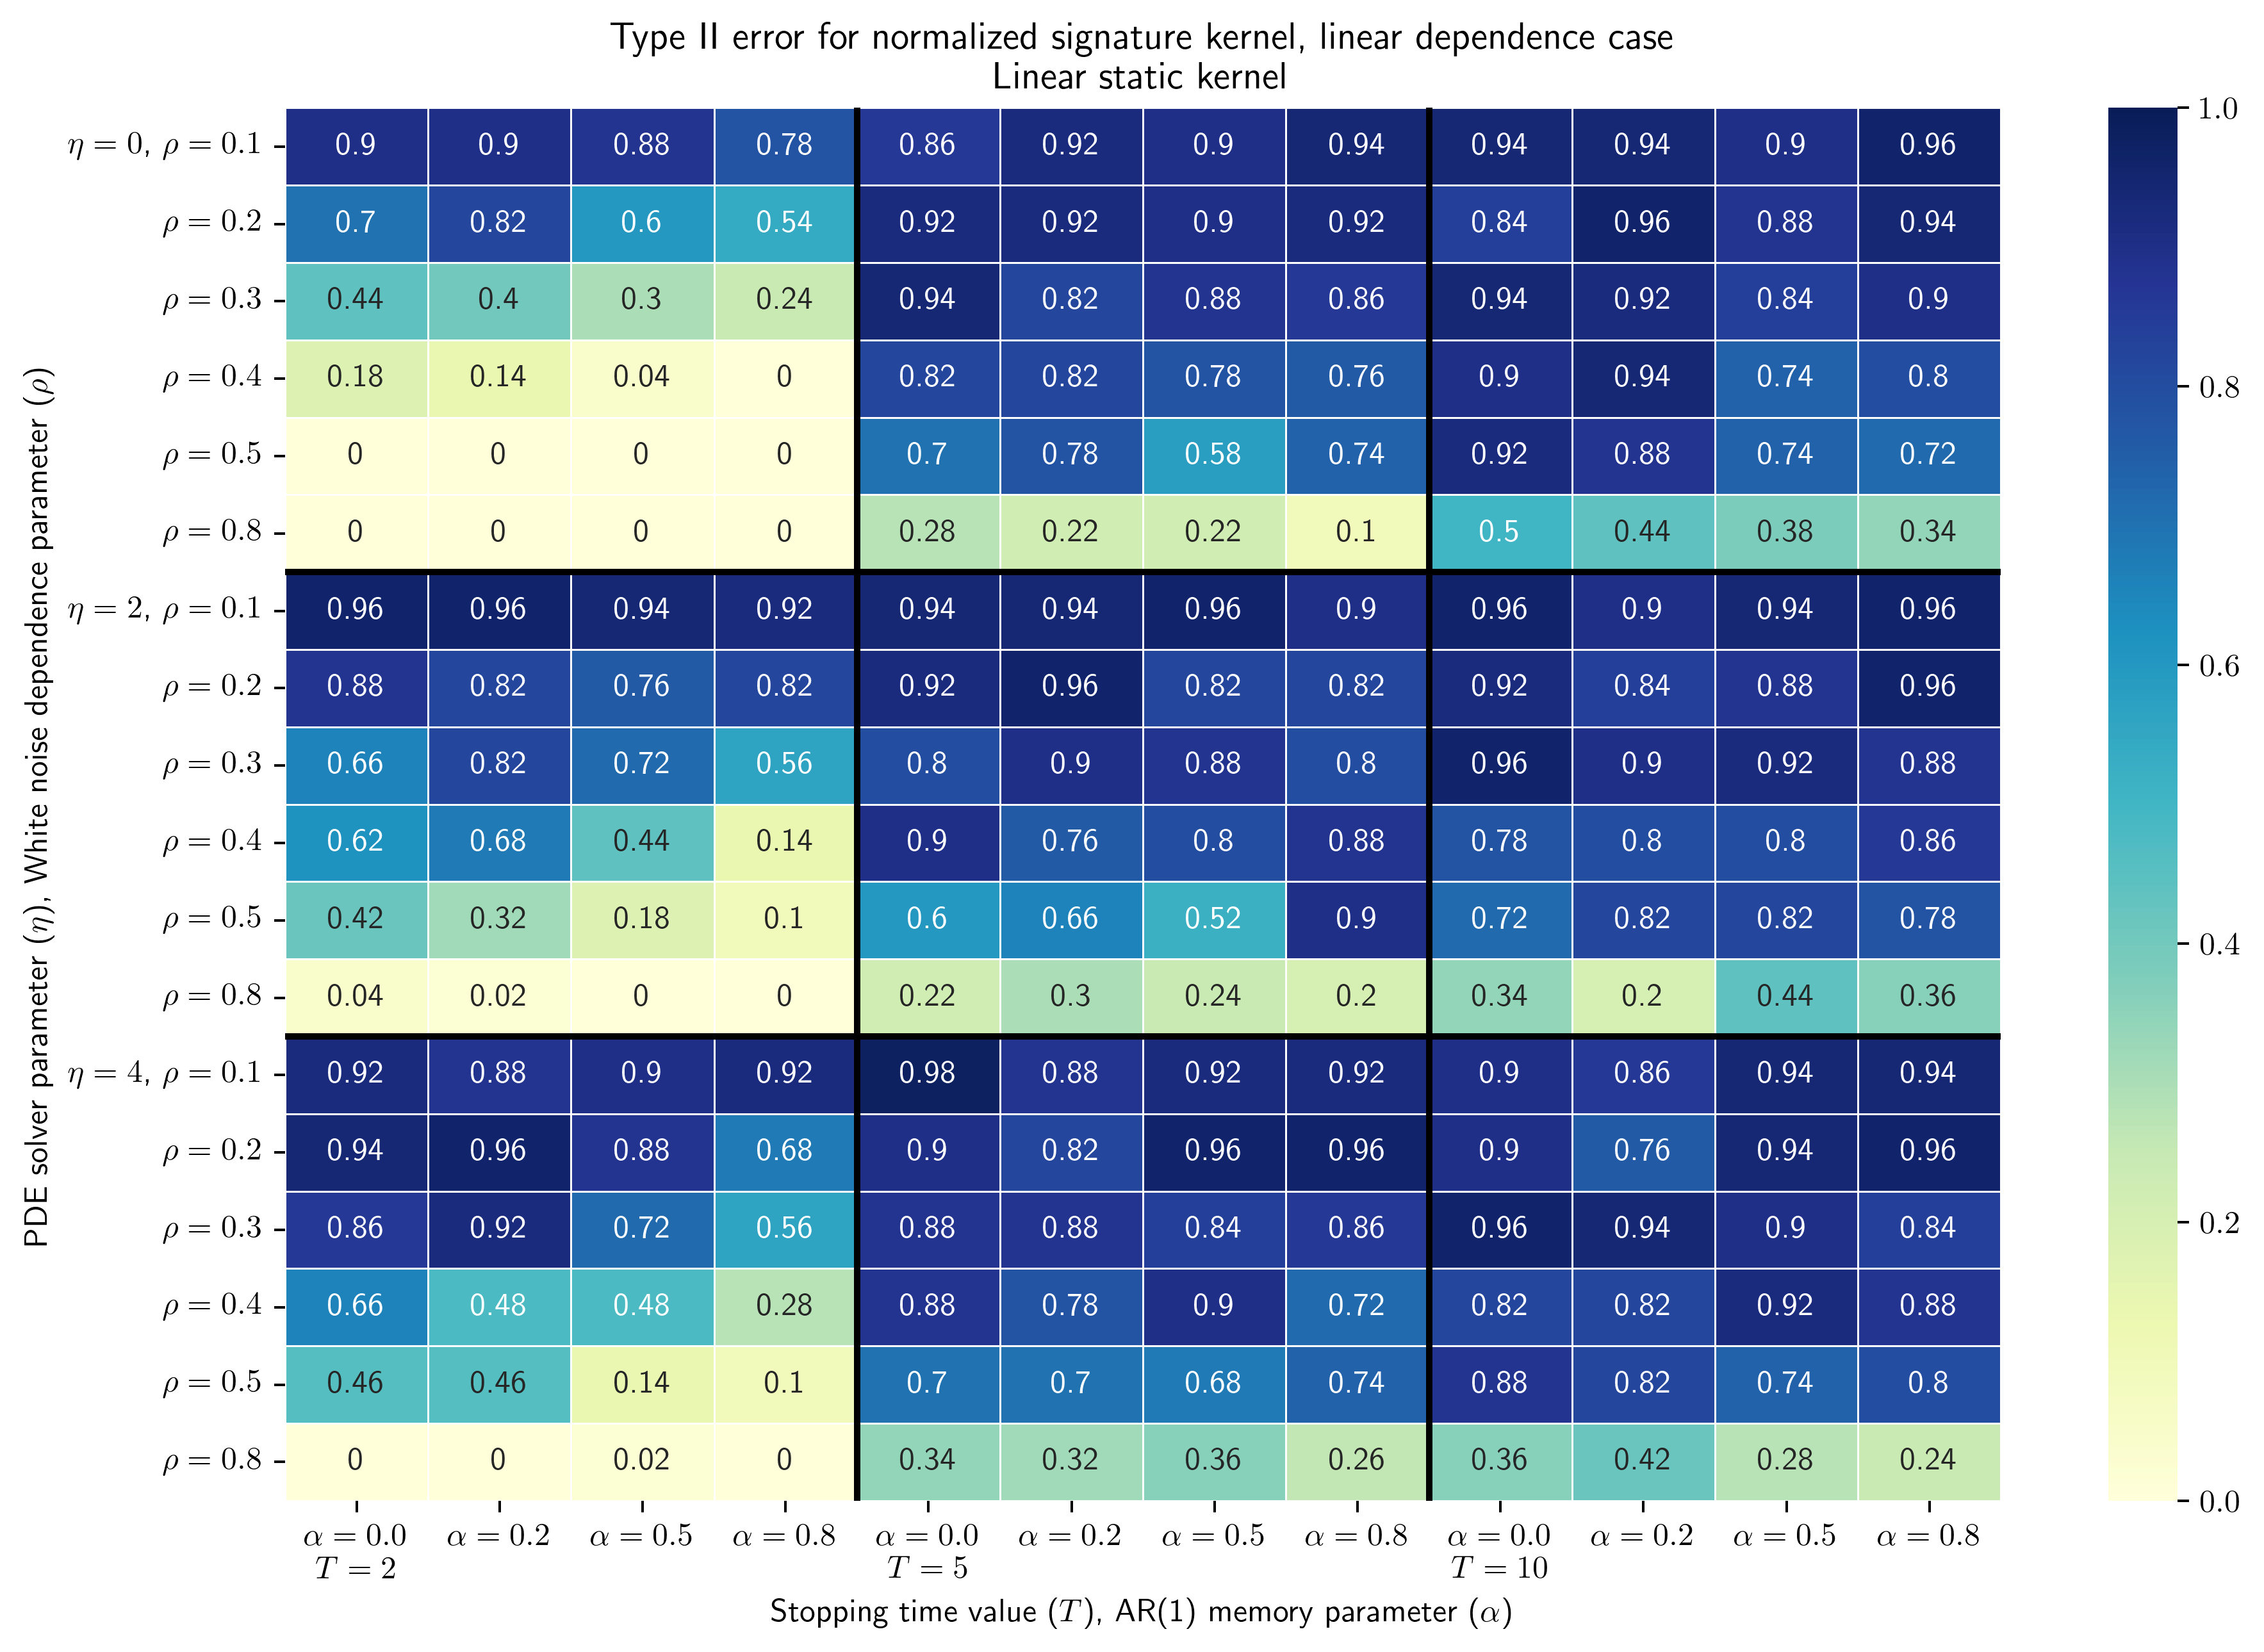 Type II error for normalized signature kernel, linear dependence case
Linear static kernel
PDE solver parameter (η), White noise dependence parameter (ρ)
η = 0, ρ = 0.1 0.9 0.9 0.88 0.78 0.86 0.92 0.9 0.94 0.94 0.94 0.9 0.96
ρ = 0.2 0.7 0.82 0.6 0.54 0.92 0.92 0.9 0.92 0.84 0.96 0.88 0.94
ρ = 0.3 0.44 0.4 0.3 0.24 0.94 0.82 0.88 0.86 0.94 0.92 0.84 0.9
ρ = 0.4 0.18 0.14 0.04 0 0.82 0.82 0.78 0.76 0.9 0.94 0.74 0.8
ρ = 0.5 0 0 0 0 0.7 0.78 0.58 0.74 0.92 0.88 0.74 0.72
ρ = 0.8 0 0 0 0 0.28 0.22 0.22 0.1 0.5 0.44 0.38 0.34
η = 2, ρ = 0.1 0.96 0.96 0.94 0.92 0.94 0.94 0.96 0.9 0.96 0.9 0.94 0.96
ρ = 0.2 0.88 0.82 0.76 0.82 0.92 0.96 0.82 0.82 0.92 0.84 0.88 0.96
ρ = 0.3 0.66 0.82 0.72 0.56 0.8 0.9 0.88 0.8 0.96 0.9 0.92 0.88
ρ = 0.4 0.62 0.68 0.44 0.14 0.9 0.76 0.8 0.88 0.78 0.8 0.8 0.86
ρ = 0.5 0.42 0.32 0.18 0.1 0.6 0.66 0.52 0.9 0.72 0.82 0.82 0.78
ρ = 0.8 0.04 0.02 0 0 0.22 0.3 0.24 0.2 0.34 0.2 0.44 0.36
η = 4, ρ = 0.1 0.92 0.88 0.9 0.92 0.98 0.88 0.92 0.92 0.9 0.86 0.94 0.94
ρ = 0.2 0.94 0.96 0.88 0.68 0.9 0.82 0.96 0.96 0.9 0.76 0.94 0.96
ρ = 0.3 0.86 0.92 0.72 0.56 0.88 0.88 0.84 0.86 0.96 0.94 0.9 0.84
ρ = 0.4 0.66 0.48 0.48 0.28 0.88 0.78 0.9 0.72 0.82 0.82 0.92 0.88
ρ = 0.5 0.46 0.46 0.14 0.1 0.7 0.7 0.68 0.74 0.88 0.82 0.74 0.8
ρ = 0.8 0 0 0.02 0 0.34 0.32 0.36 0.26 0.36 0.42 0.28 0.24
α = 0.0 α = 0.2 α = 0.5 α = 0.8 α = 0.0 α = 0.2 α = 0.5 α = 0.8 α = 0.0 α = 0.2 α = 0.5 α = 0.8
T = 2 T = 5 T = 10
Stopping time value (T), AR(1) memory parameter (α)
1.0
0.8
0.6
0.4
0.2
0.0